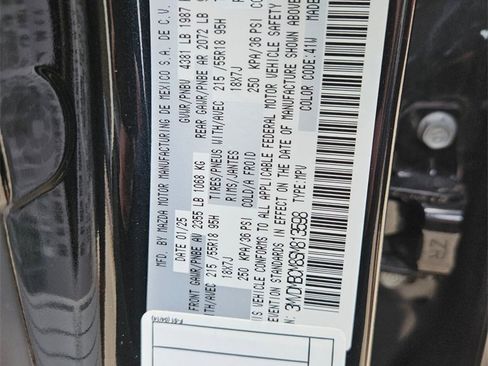 MFD. BY MAZDA MOTOR MANUFACTURING DE MEXICO S.A. DE C.V.
DATE: 01/25 GVWR/PNBV 4381 LB 1987
FRONT GAWR/PNBE AV 2355 LB 1068 KG REAR GAWR/PNBE AR 2072 LB
215/55R18 95H TIRES/PNEUS WITH/AVEC 215/55R18 95H
18X7J RIMS/JANTES 18X7J
250 KPA/36 PSI COLD/A FROID 250 KPA/36 PSI
IS VEHICLE CONFORMS TO ALL APPLICABLE FEDERAL MOTOR VEHICLE SAFETY
EVENTION STANDARDS IN EFFECT ON THE DATE OF MANUFACTURE SHOWN ABOVE
COLOR CODE: 41W MADE
TYPE:MPV
ZR